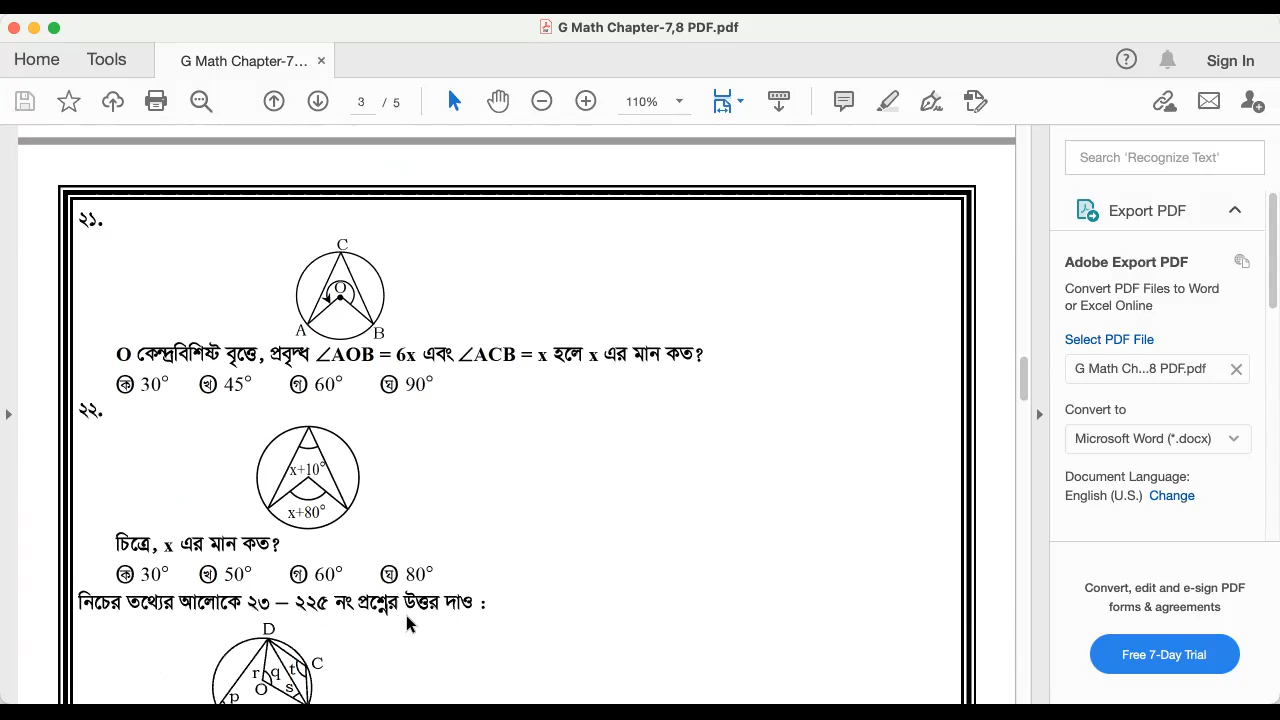 G Math Chapter-7,8 PDF.pdf
Home Tools G Math Chapter-7... × Sign In
3 / 5 110%
Search 'Recognize Text'
Export PDF
Adobe Export PDF
Convert PDF Files to Word
or Excel Online
Select PDF File
G Math Ch...8 PDF.pdf
Convert to
Microsoft Word (*.docx)
Document Language:
English (U.S.) Change
Convert, edit and e-sign PDF
forms & agreements
Free 7-Day Trial
২১.
C
O
A B
O কেন্দ্রবিশিষ্ট বৃত্তে, প্রবৃদ্ধ ∠AOB = 6x এবং ∠ACB = x হলে x এর মান কত?
ক 30° খ 45° গ 60° ঘ 90°
২২.
x+10°
x+80°
চিত্রে, x এর মান কত?
ক 30° খ 50° গ 60° ঘ 80°
নিচের তথ্যের আলোকে ২৩ – ২২৫ নং প্রশ্নের উত্তর দাও :
D
C
r q t
O s
p